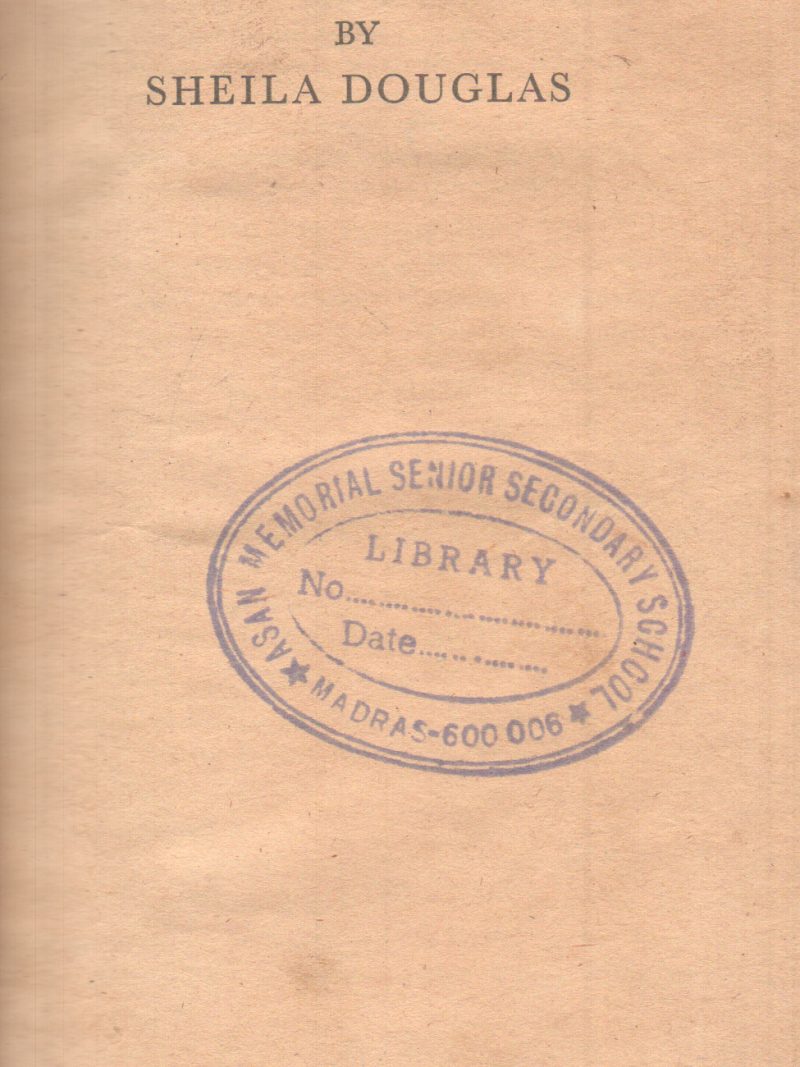 BY
SHEILA DOUGLAS
ASAN MEMORIAL SENIOR SECONDARY SCHOOL
LIBRARY
No....................................
Date..................
★ MADRAS-600 006 ★